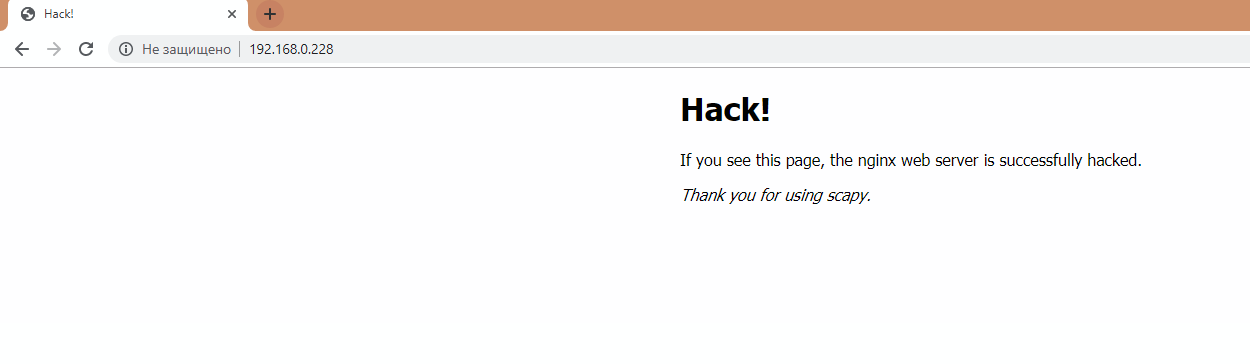 Hack!
Не защищено 192.168.0.228
Hack!
If you see this page, the nginx web server is successfully hacked.
Thank you for using scapy.